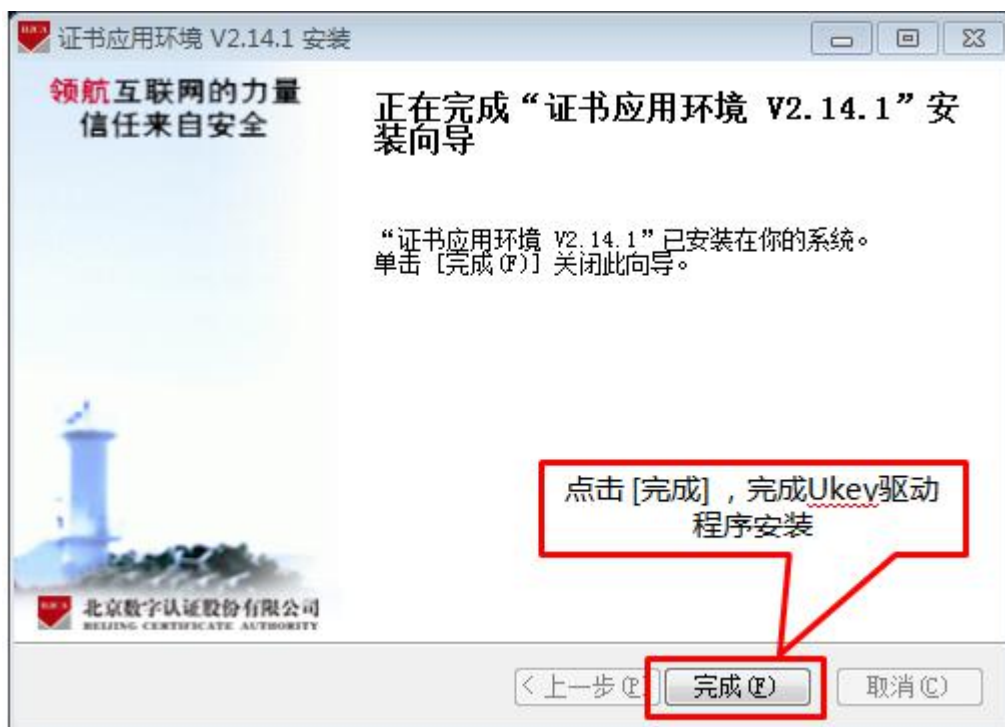 BJCA
证书应用环境 V2.14.1 安装
领航互联网的力量
信任来自安全
正在完成“证书应用环境 V2.14.1”安
装向导
“证书应用环境 V2.14.1”已安装在你的系统。
单击 [完成(F)] 关闭此向导。
点击 [完成] ，完成Ukey驱动
程序安装
BJCA
北京数字认证股份有限公司
BEIJING CERTIFICATE AUTHORITY
< 上一步(P)
完成(F)
取消(C)